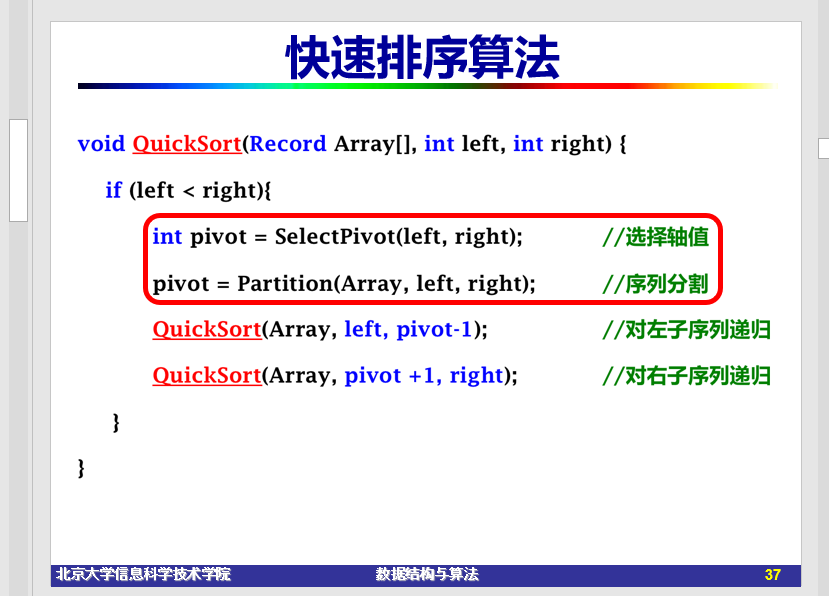 快速排序算法
void QuickSort(Record Array[], int left, int right) {
if (left < right){
int pivot = SelectPivot(left, right); //选择轴值
pivot = Partition(Array, left, right); //序列分割
QuickSort(Array, left, pivot-1); //对左子序列递归
QuickSort(Array, pivot +1, right); //对右子序列递归
}
}
北京大学信息科学技术学院 数据结构与算法 37